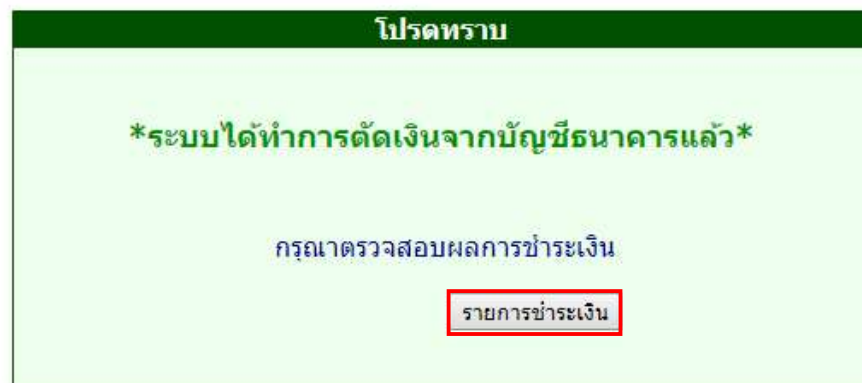 โปรดทราบ
*ระบบได้ทำการตัดเงินจากบัญชีธนาคารแล้ว*
กรุณาตรวจสอบผลการชำระเงิน
รายการชำระเงิน